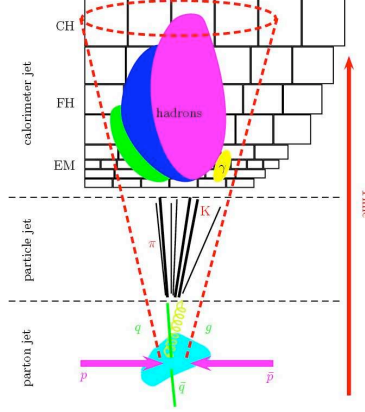 CH
FH
EM
calorimeter jet
hadrons
particle jet
K
π
parton jet
q
g
p
p̄
q̄